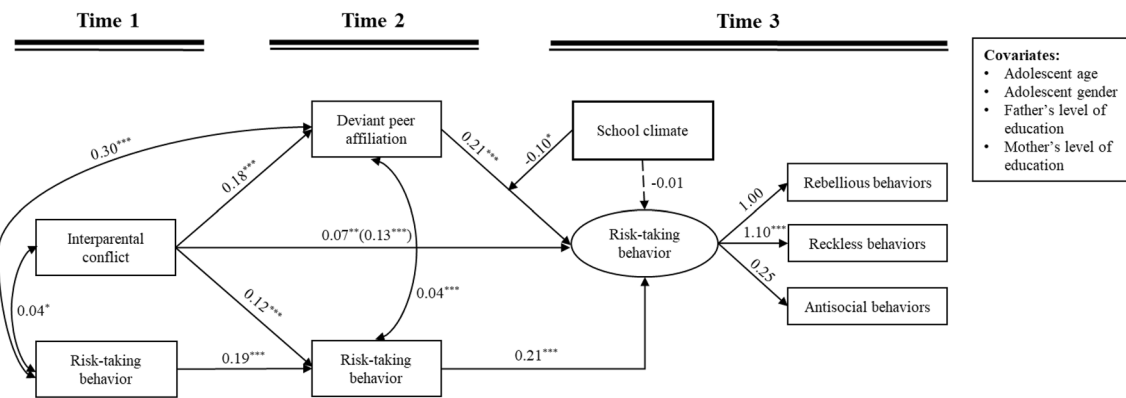 Time 1
Time 2
Time 3
Covariates:
• Adolescent age
• Adolescent gender
• Father’s level of
education
• Mother’s level of
education
Deviant peer
affiliation
School climate
0.30***
0.18***
0.21***
-0.10*
-0.01
Rebellious behaviors
1.00
Interparental
conflict
0.07**(0.13***)
Risk-taking
behavior
1.10***
Reckless behaviors
0.25
Antisocial behaviors
0.04*
0.12***
0.04***
Risk-taking
behavior
0.19***
Risk-taking
behavior
0.21***